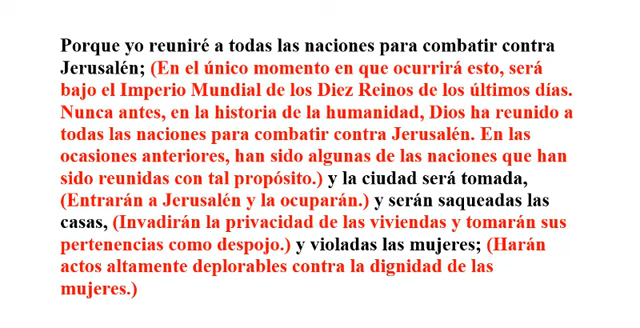 Porque yo reuniré a todas las naciones para combatir contra
Jerusalén; (En el único momento en que ocurrirá esto, será
bajo el Imperio Mundial de los Diez Reinos de los últimos días.
Nunca antes, en la historia de la humanidad, Dios ha reunido a
todas las naciones para combatir contra Jerusalén. En las
ocasiones anteriores, han sido algunas de las naciones que han
sido reunidas con tal propósito.) y la ciudad será tomada,
(Entrarán a Jerusalén y la ocuparán.) y serán saqueadas las
casas, (Invadirán la privacidad de las viviendas y tomarán sus
pertenencias como despojo.) y violadas las mujeres; (Harán
actos altamente deplorables contra la dignidad de las
mujeres.)